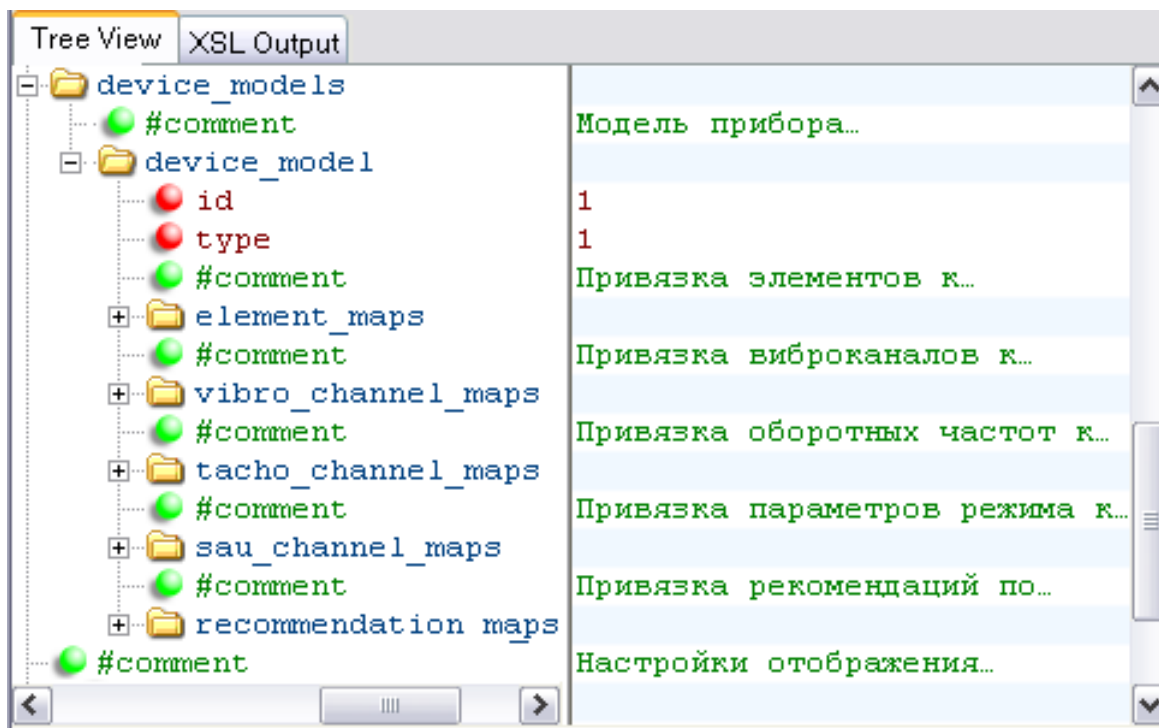 Tree View XSL Output
device_models
#comment Модель прибора…
device_model
id 1
type 1
#comment Привязка элементов к…
element_maps
#comment Привязка виброканалов к…
vibro_channel_maps
#comment Привязка оборотных частот к…
tacho_channel_maps
#comment Привязка параметров режима к…
sau_channel_maps
#comment Привязка рекомендаций по…
recommendation_maps
#comment Настройки отображения…